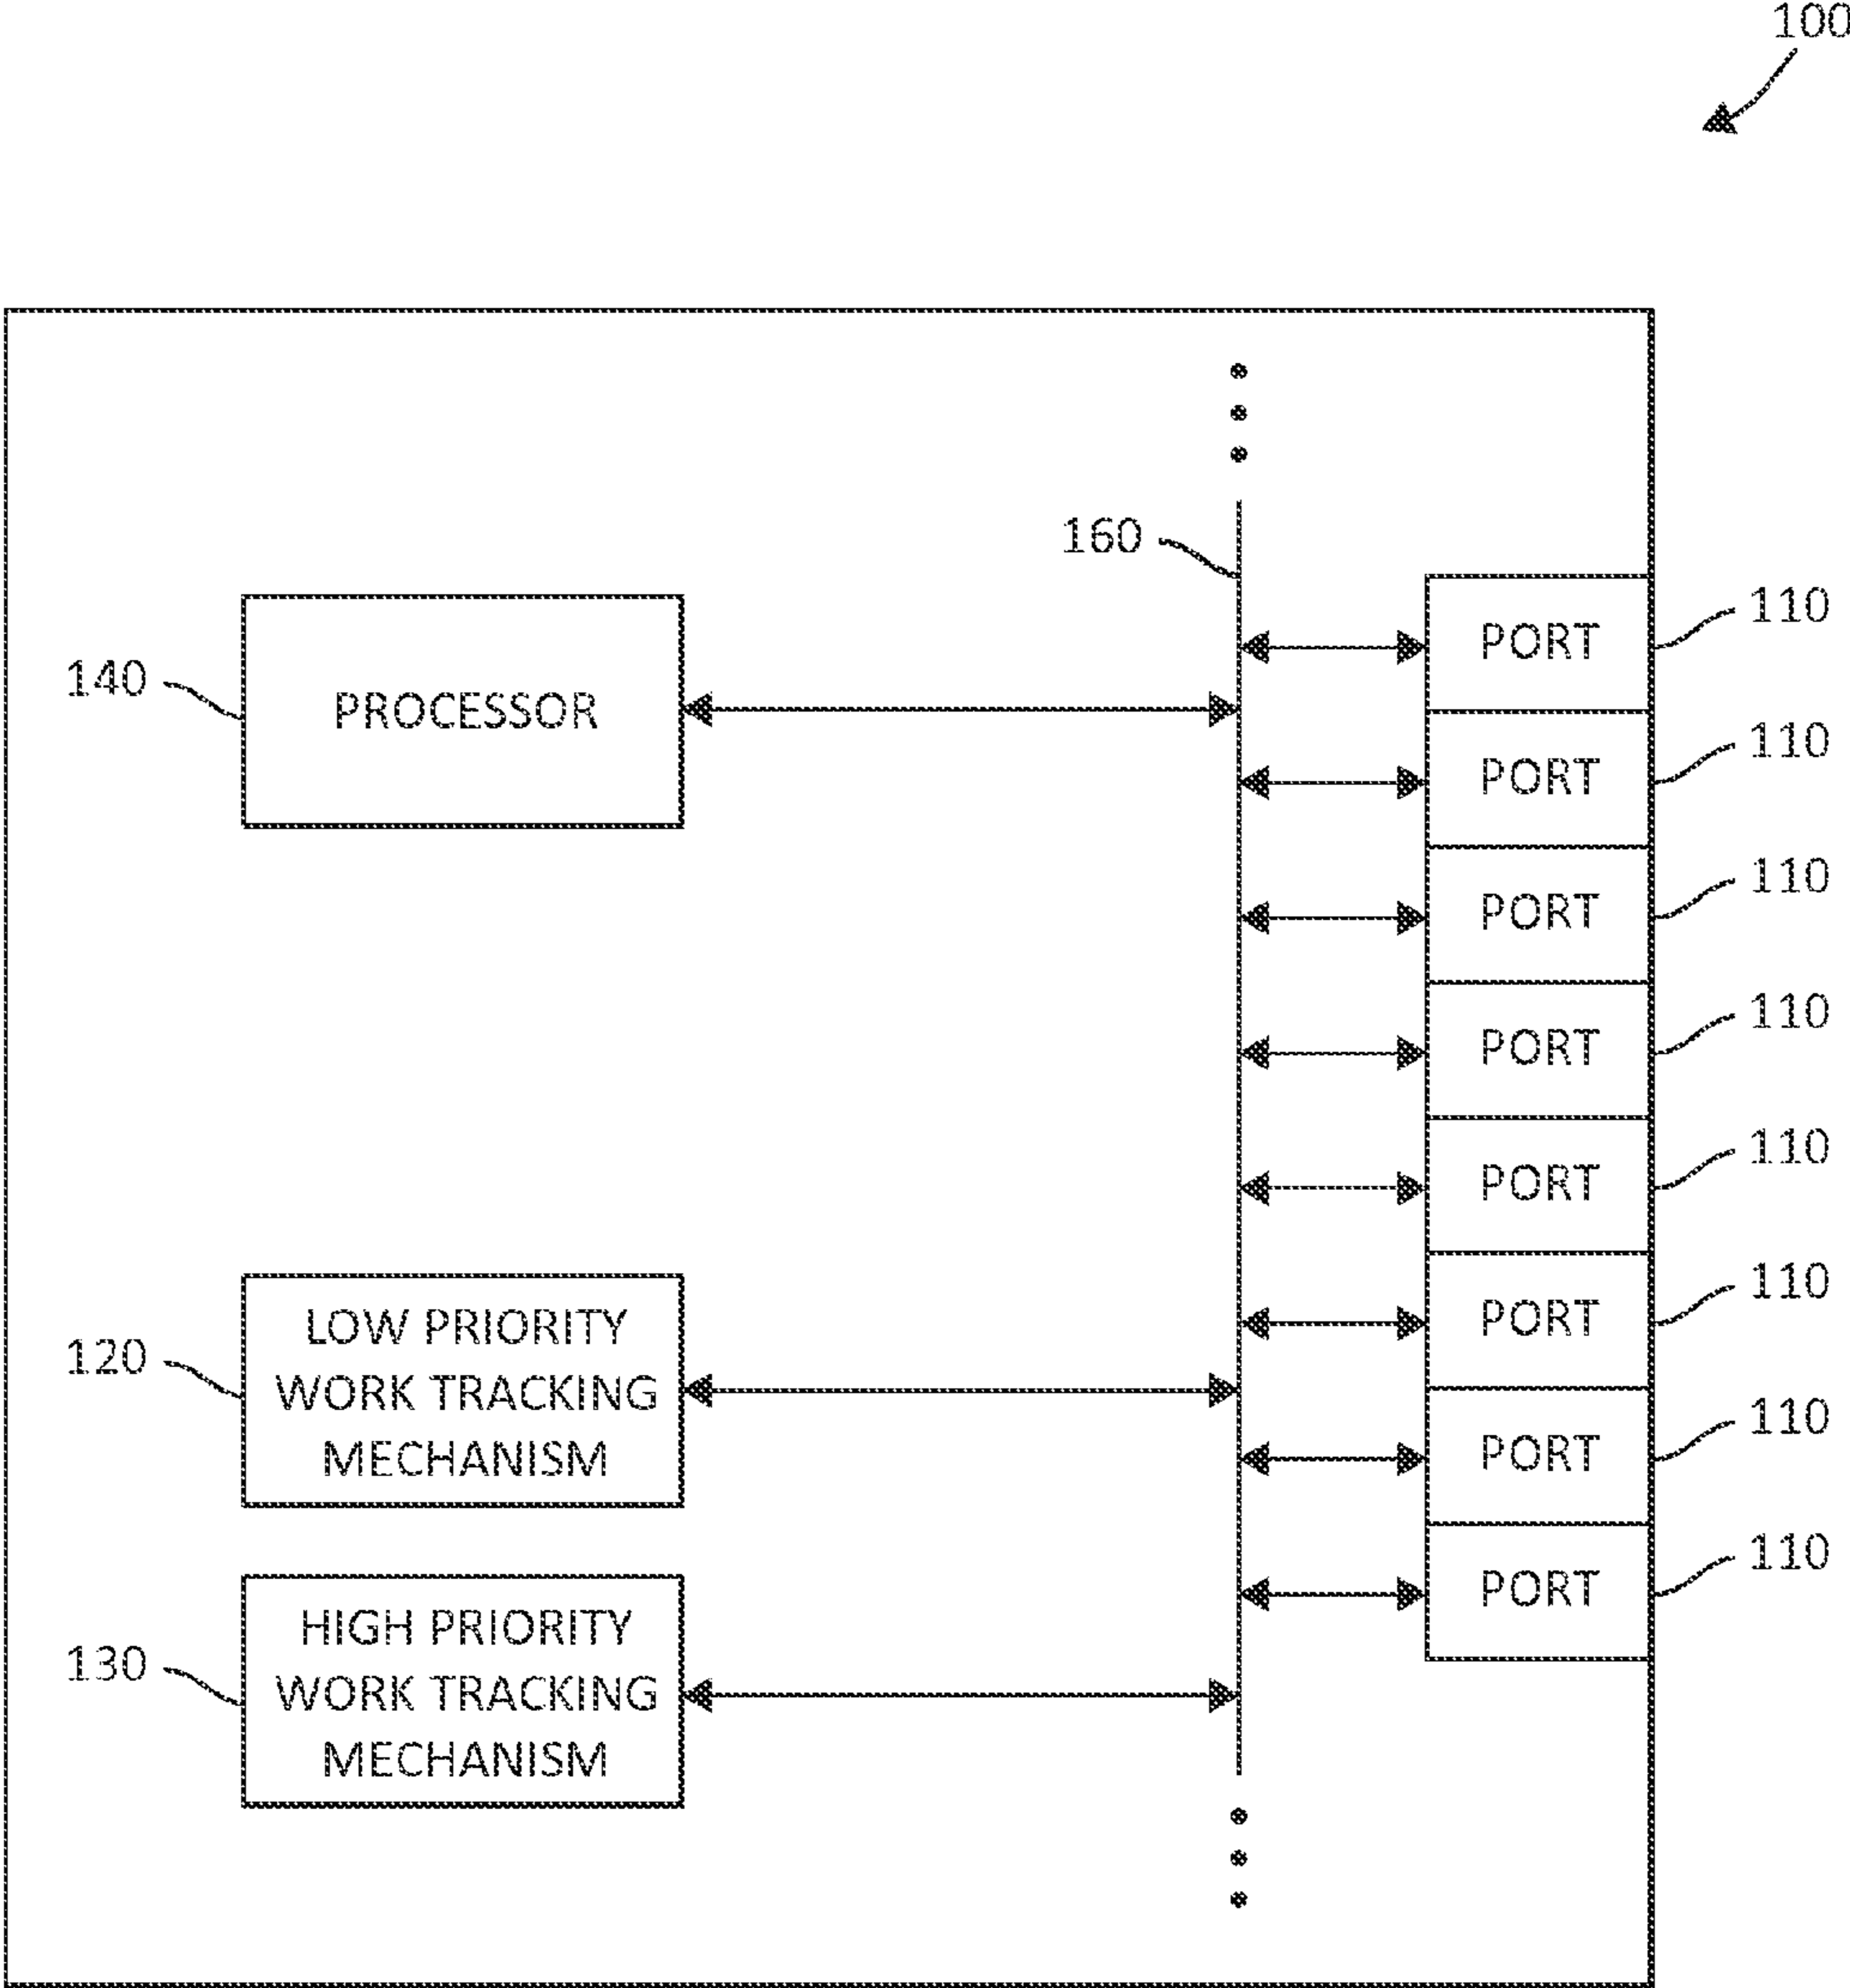 100
160
110
PORT
140
PROCESSOR
110
PORT
110
PORT
110
PORT
110
PORT
110
PORT
120
LOW PRIORITY
WORK TRACKING
MECHANISM
110
PORT
110
PORT
130
HIGH PRIORITY
WORK TRACKING
MECHANISM